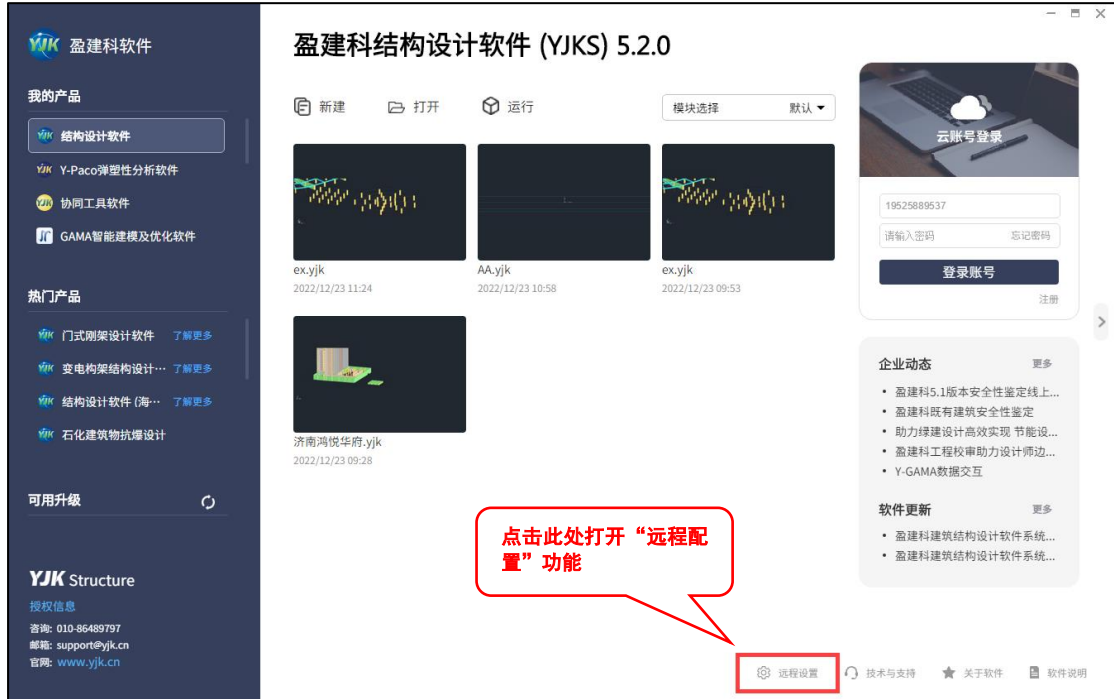 YJK 盈建科软件
我的产品
YJK 结构设计软件
YJK Y-Paco弹塑性分析软件
YJK 协同工具软件
GAMA智能建模及优化软件
热门产品
YJK 门式刚架设计软件 了解更多
YJK 变电构架结构设计… 了解更多
YJK 结构设计软件 (海… 了解更多
YJK 石化建筑物抗爆设计
可用升级
YJK Structure
授权信息
咨询: 010-86489797
邮箱: support@yjk.cn
官网: www.yjk.cn
盈建科结构设计软件 (YJKS) 5.2.0
新建 打开 运行 模块选择 默认
ex.yjk
2022/12/23 11:24
AA.yjk
2022/12/23 10:58
ex.yjk
2022/12/23 09:53
济南鸿悦华府.yjk
2022/12/23 09:28
点击此处打开“远程配
置”功能
云账号登录
19525889537
请输入密码 忘记密码
登录账号
注册
企业动态 更多
• 盈建科5.1版本安全性鉴定线上...
• 盈建科既有建筑安全性鉴定
• 助力绿建设计高效实现 节能设...
• 盈建科工程校审助力设计师边...
• Y-GAMA数据交互
软件更新 更多
• 盈建科建筑结构设计软件系统...
• 盈建科建筑结构设计软件系统...
远程设置 技术与支持 关于软件 软件说明